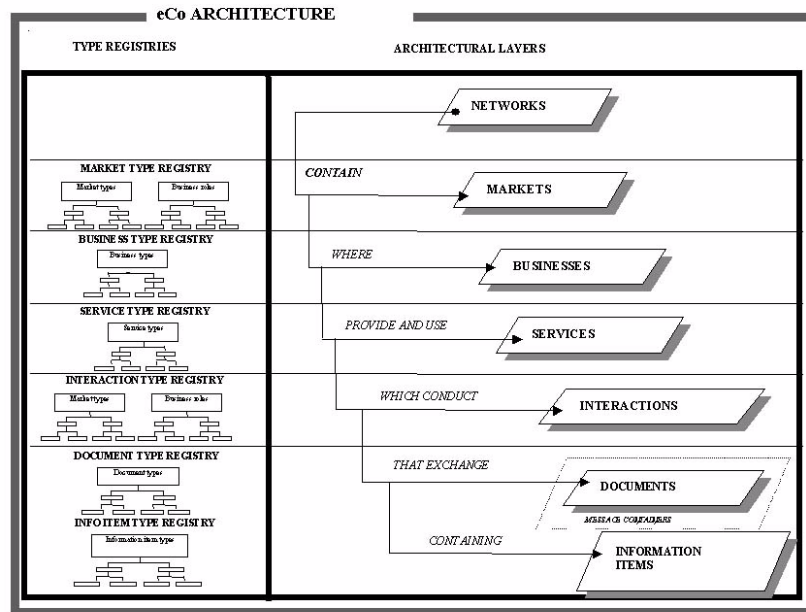 eCo ARCHITECTURE
TYPE REGISTRIES
ARCHITECTURAL LAYERS
NETWORKS
MARKET TYPE REGISTRY
Market types
Business roles
CONTAIN
MARKETS
BUSINESS TYPE REGISTRY
Business types
WHERE
BUSINESSES
SERVICE TYPE REGISTRY
Service types
PROVIDE AND USE
SERVICES
INTERACTION TYPE REGISTRY
Market types
Business roles
WHICH CONDUCT
INTERACTIONS
DOCUMENT TYPE REGISTRY
Document types
THAT EXCHANGE
DOCUMENTS
MESSAGE CONTAINERS
INFO ITEM TYPE REGISTRY
Information item types
CONTAINING
INFORMATION
ITEMS